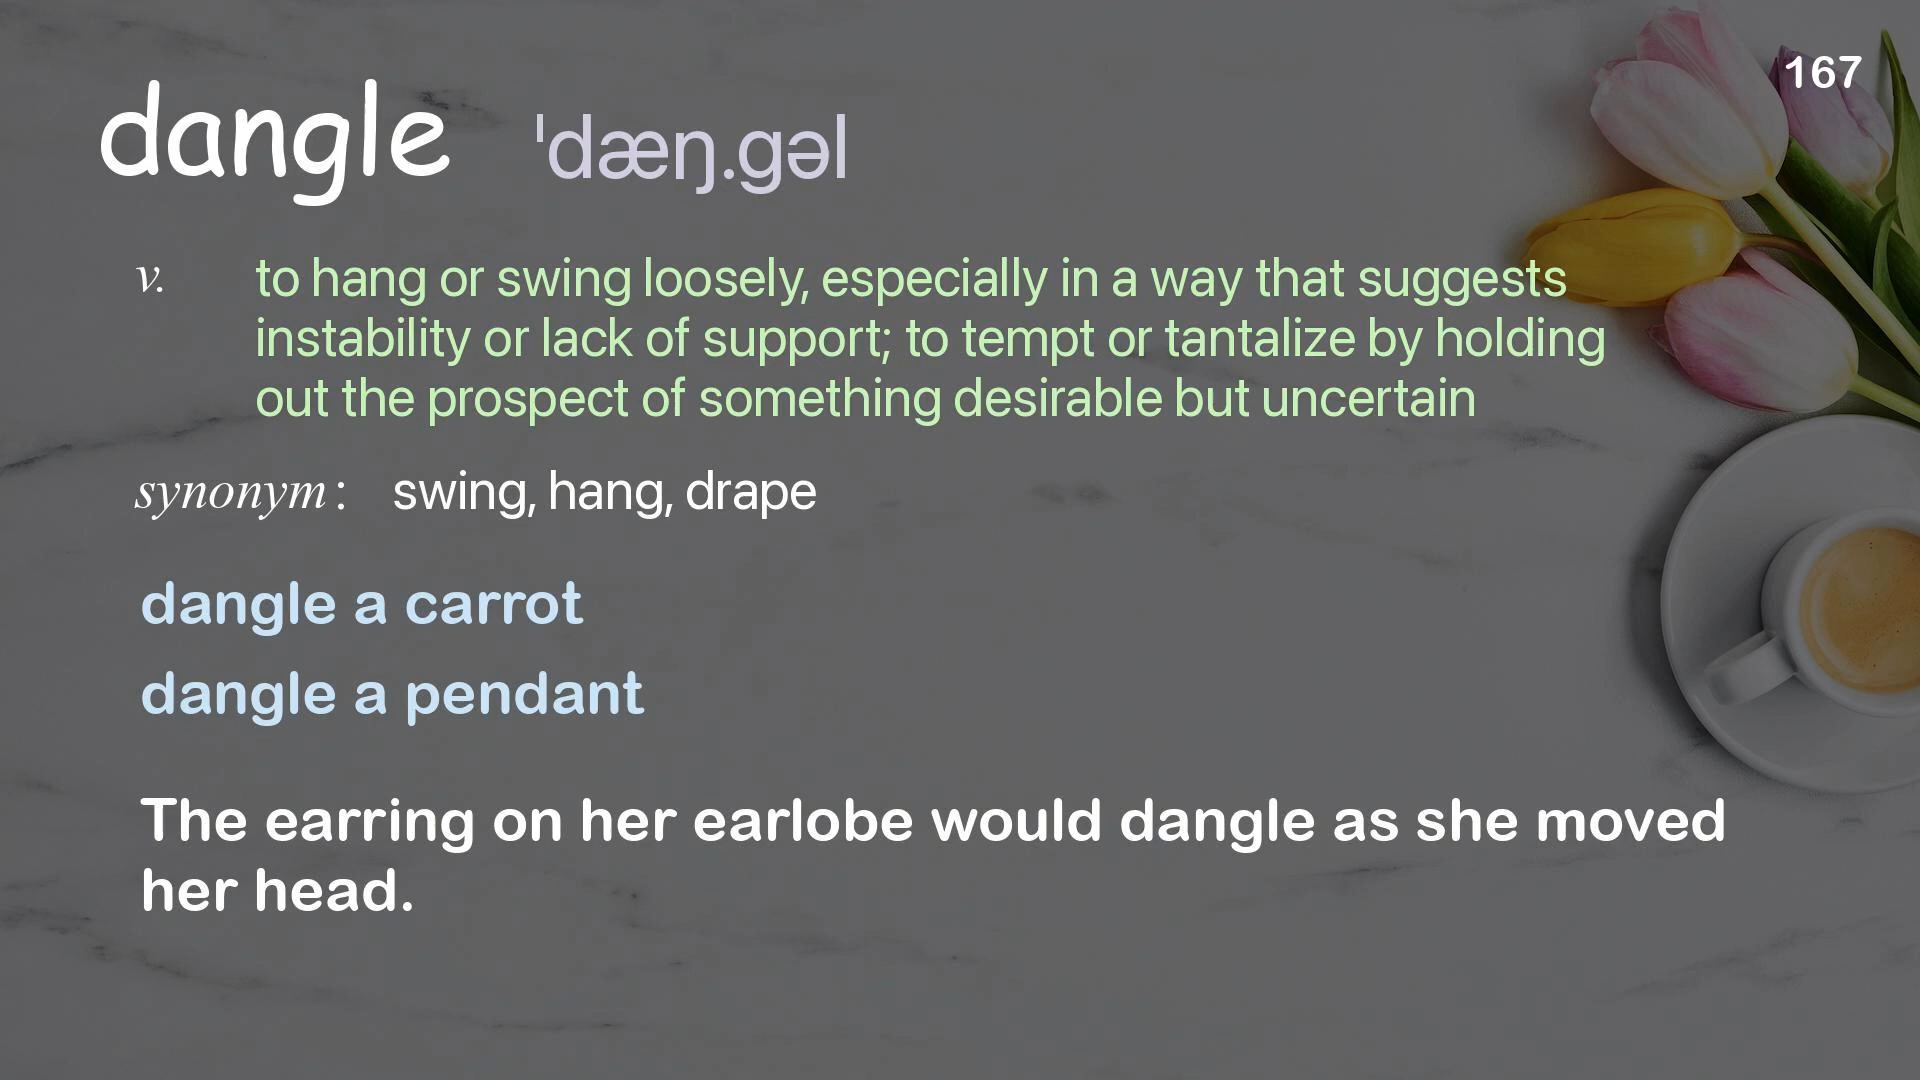 167
dangle ˈdæŋ.gəl
v. to hang or swing loosely, especially in a way that suggests
instability or lack of support; to tempt or tantalize by holding
out the prospect of something desirable but uncertain
synonym : swing, hang, drape
dangle a carrot
dangle a pendant
The earring on her earlobe would dangle as she moved
her head.